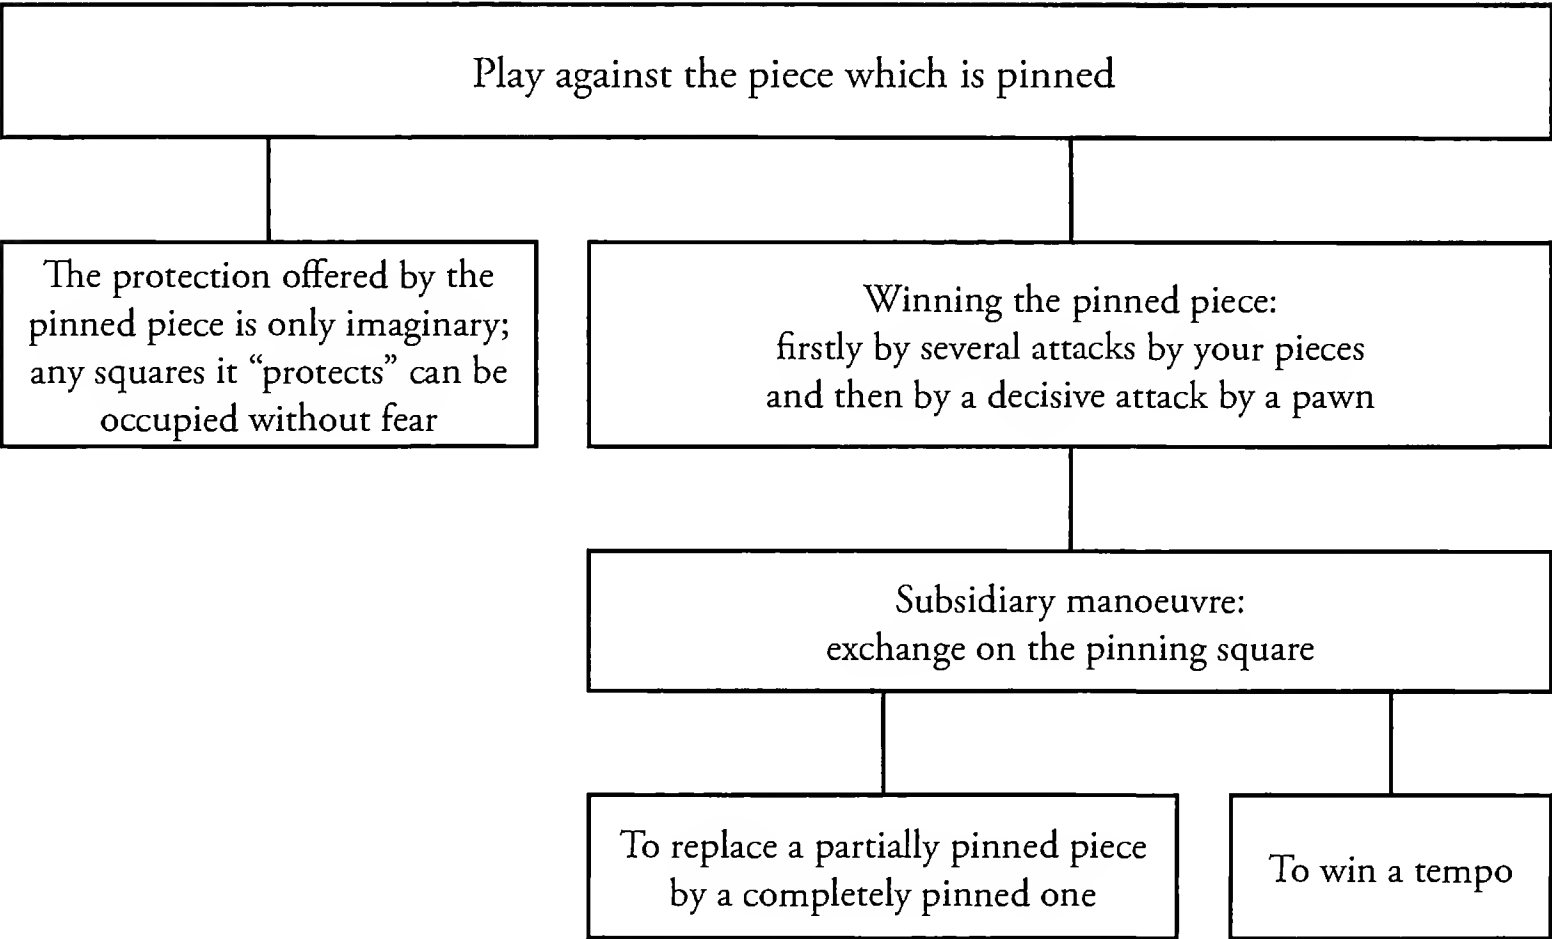 Play against the piece which is pinned
The protection offered by the
pinned piece is only imaginary;
any squares it “protects” can be
occupied without fear
Winning the pinned piece:
firstly by several attacks by your pieces
and then by a decisive attack by a pawn
Subsidiary manoeuvre:
exchange on the pinning square
To replace a partially pinned piece
by a completely pinned one
To win a tempo